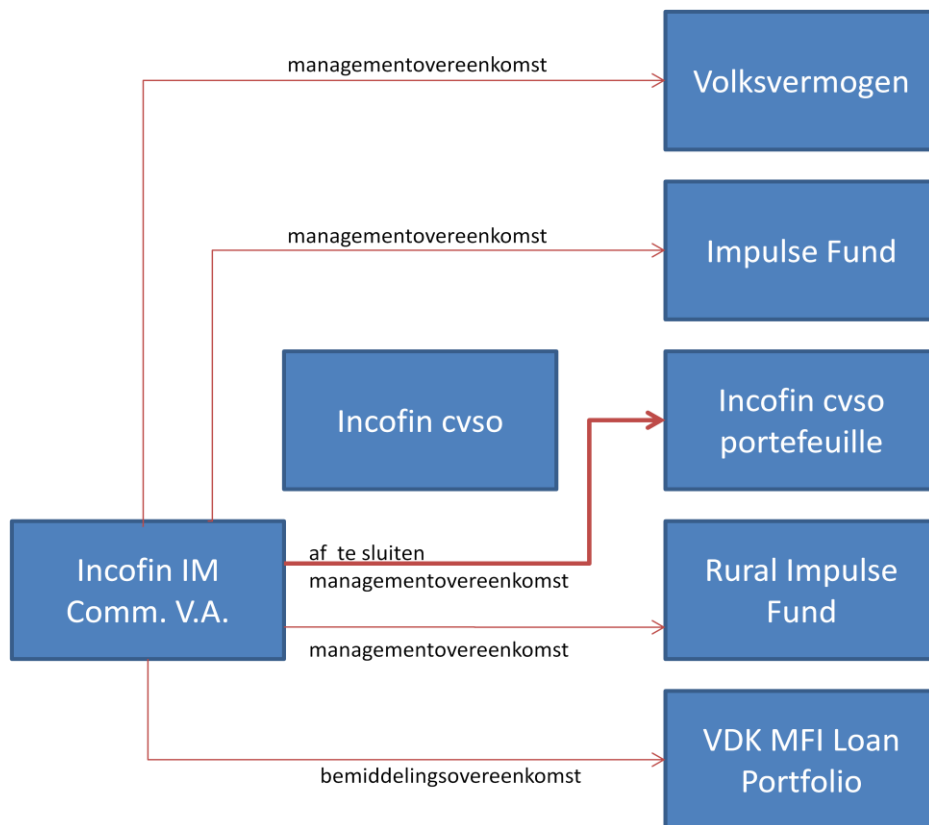 managementovereenkomst
Volksvermogen
managementovereenkomst
Impulse Fund
Incofin cvso
Incofin cvso
portefeuille
Incofin IM
Comm. V.A.
af te sluiten
managementovereenkomst
Rural Impulse
Fund
managementovereenkomst
VDK MFI Loan
Portfolio
bemiddelingsovereenkomst